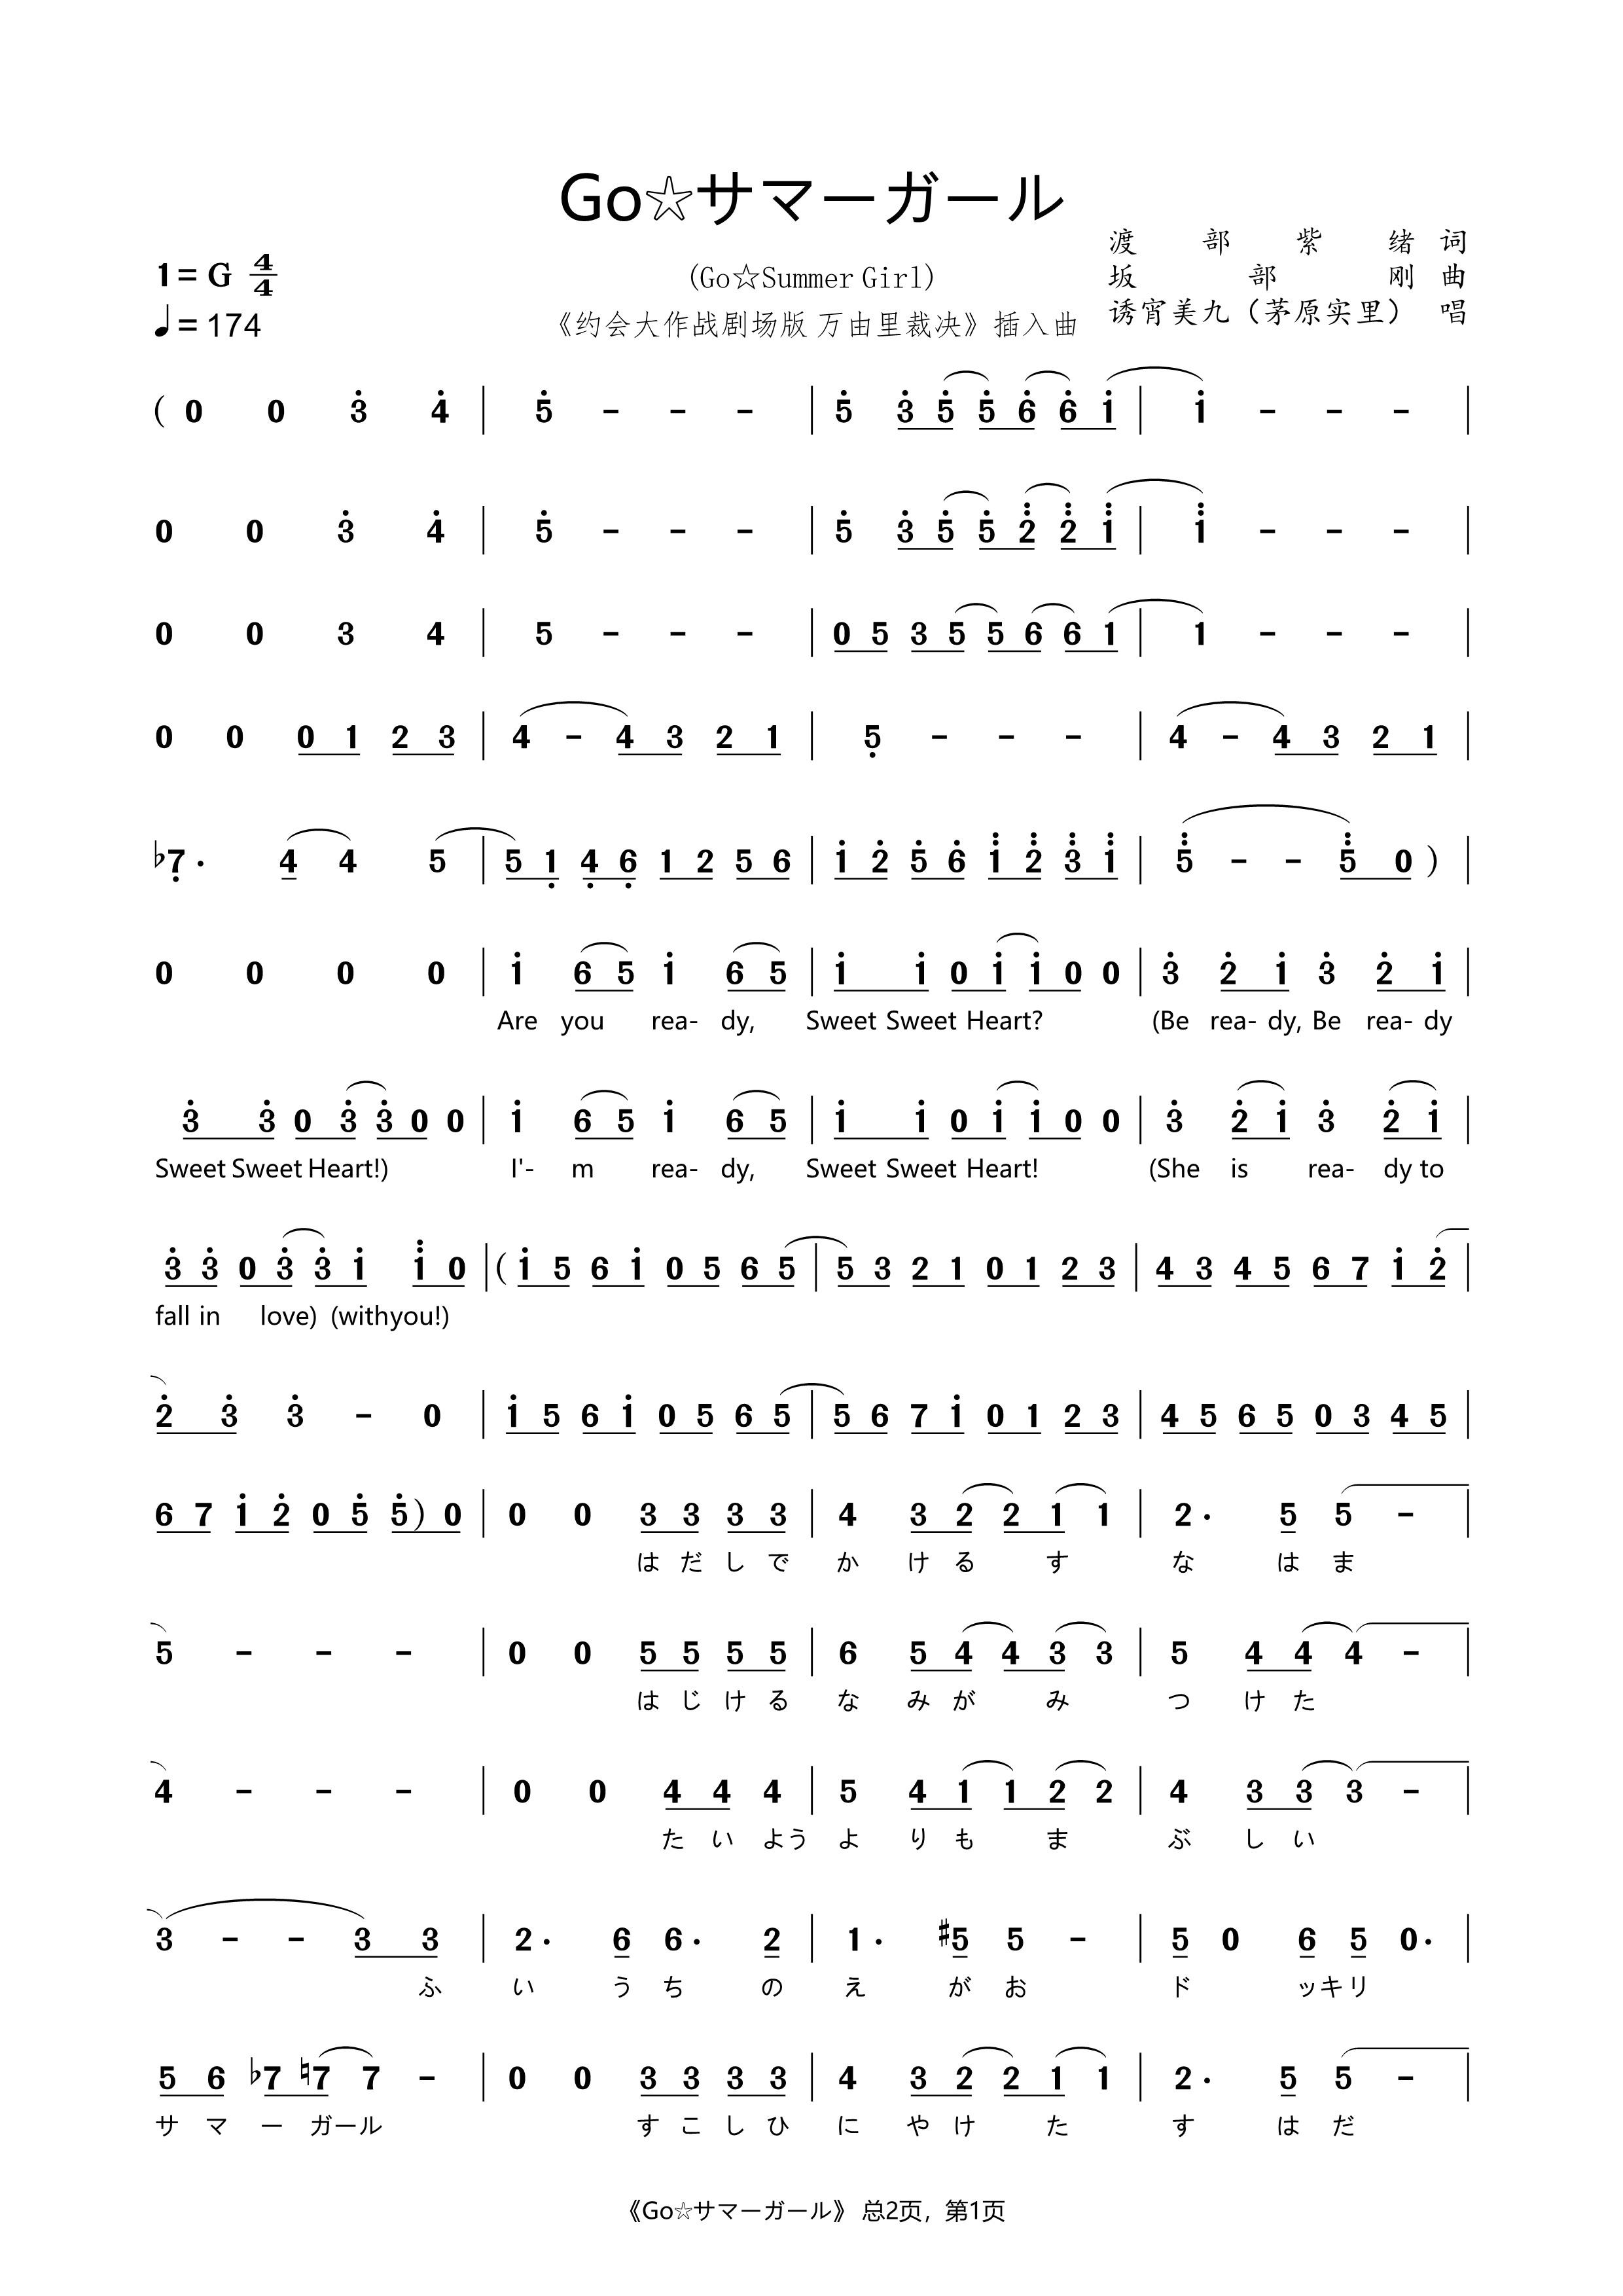 Go☆サマーガール
(Go☆Summer Girl)
《约会大作战剧场版 万由里裁决》插入曲
渡部紫绪 词
坂部刚 曲
诱宵美九（茅原实里） 唱
1=G 4/4
♩=174
( 0 0 3̇ 4̇ | 5̇ - - - | 5̇ 3̇ 5̇ 5̇ 6̇ 6̇ i | i - - - |
0 0 3̇ 4̇ | 5̇ - - - | 5̇ 3̇ 5̇ 5̇ 2̈ 2̈ 1̈ | 1̈ - - - |
0 0 3 4 | 5 - - - | 0 5 3 5 5 6 6 1 | 1 - - - |
0 0 0 1 2 3 | 4 - 4 3 2 1 | 5̣ - - - | 4 - 4 3 2 1 |
♭7̣. 4 4 5 | 5 1̣ 4̣ 6̣ 1 2 5 6 | 1̇ 2̇ 5̇ 6̇ 1̈ 2̈ 3̈ 1̈ | 5̈ - - 5̈ 0 ) |
0 0 0 0 | 1̇ 6 5 1̇ 6 5 | 1̇ 1̇ 0 1̇ 1̇ 0 0 | 3̇ 2̇ 1̇ 3̇ 2̇ 1̇ |
Are you rea- dy, Sweet Sweet Heart? (Be rea- dy, Be rea- dy
3̇ 3̇ 0 3̇ 3̇ 0 0 | 1̇ 6 5 1̇ 6 5 | 1̇ 1̇ 0 1̇ 1̇ 0 0 | 3̇ 2̇ 1̇ 3̇ 2̇ 1̇ |
Sweet Sweet Heart!) I'- m rea- dy, Sweet Sweet Heart! (She is rea- dy to
3̇ 3̇ 0 3̇ 3̇ 1̇ 1̈ 0 | ( 1̇ 5 6 1̇ 0 5 6 5 | 5 3 2 1 0 1 2 3 | 4 3 4 5 6 7 1̇ 2̇ |
fall in love) (withyou!)
2̇ 3̇ 3̇ - 0 | 1̇ 5 6 1̇ 0 5 6 5 | 5 6 7 1̇ 0 1 2 3 | 4 5 6 5 0 3 4 5 |
6 7 1̇ 2̇ 0 5̇ 5̇ ) 0 | 0 0 3 3 3 3 | 4 3 2 2 1 1 | 2. 5 5 - |
は だ し で か け る す な は ま
5 - - - | 0 0 5 5 5 5 | 6 5 4 4 3 3 | 5 4 4 4 - |
は じ け る な み が み つ け た
4 - - - | 0 0 4 4 4 | 5 4 1 1 2 2 | 4 3 3 3 - |
た い よう よ り も ま ぶ し い
3 - - 3 3 | 2. 6 6. 2 | 1. ♯5 5 - | 5 0 6 5 0. |
ふ い う ち の え が お ド ッキリ
5 6 ♭7 ♮7 7 - | 0 0 3 3 3 3 | 4 3 2 2 1 1 | 2. 5 5 - |
サ マ ー ガール す こ し ひ に や け た す は だ
《Go☆サマーガール》 总2页，第1页